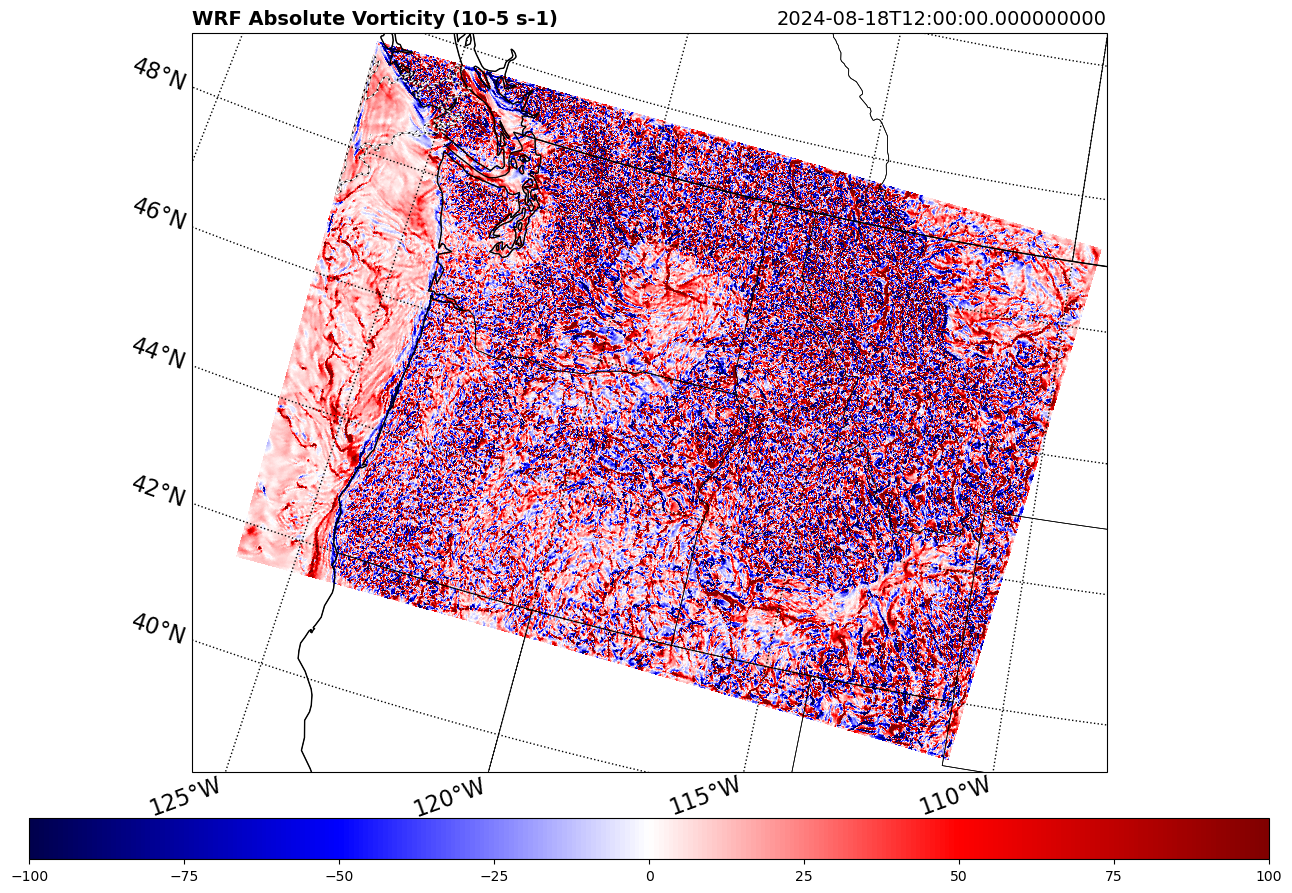 WRF Absolute Vorticity (10-5 s-1)
2024-08-18T12:00:00.000000000
48°N
46°N
44°N
42°N
40°N
125°W
120°W
115°W
110°W
−100
−75
−50
−25
0
25
50
75
100